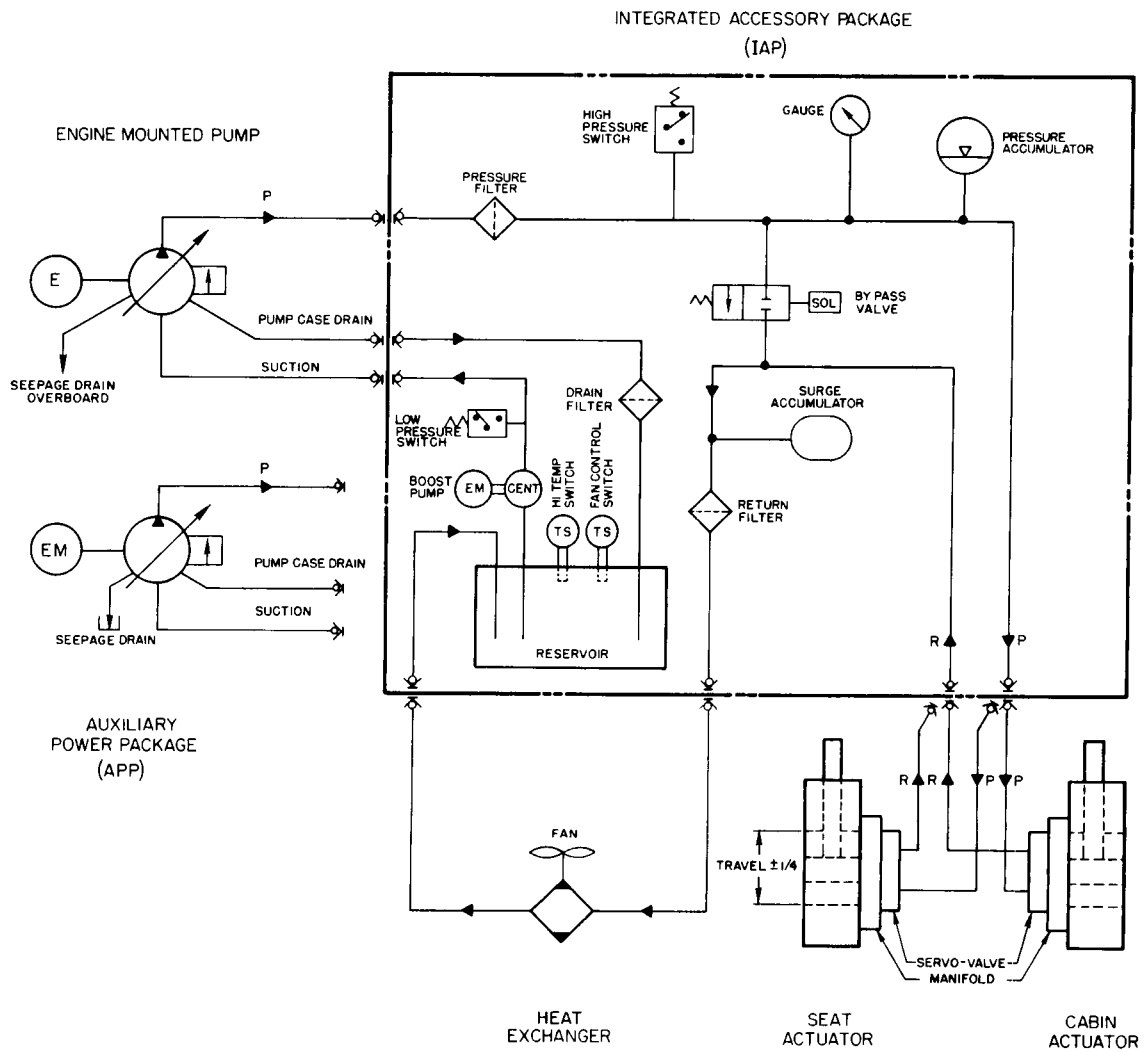 INTEGRATED ACCESSORY PACKAGE
(IAP)
ENGINE MOUNTED PUMP
HIGH
PRESSURE
SWITCH
GAUGE
PRESSURE
ACCUMULATOR
P
PRESSURE
FILTER
E
SOL
BY PASS
VALVE
PUMP CASE DRAIN
SUCTION
SEEPAGE DRAIN
OVERBOARD
DRAIN
FILTER
SURGE
ACCUMULATOR
LOW
PRESSURE
SWITCH
HI TEMP
SWITCH
FAN CONTROL
SWITCH
P
BOOST
PUMP
EM
CENT
RETURN
FILTER
TS
TS
EM
PUMP CASE DRAIN
SUCTION
SEEPAGE DRAIN
RESERVOIR
R
P
AUXILIARY
POWER PACKAGE
(APP)
R
R
P
P
FAN
TRAVEL ±1/4
SERVO-VALVE
MANIFOLD
HEAT
EXCHANGER
SEAT
ACTUATOR
CABIN
ACTUATOR